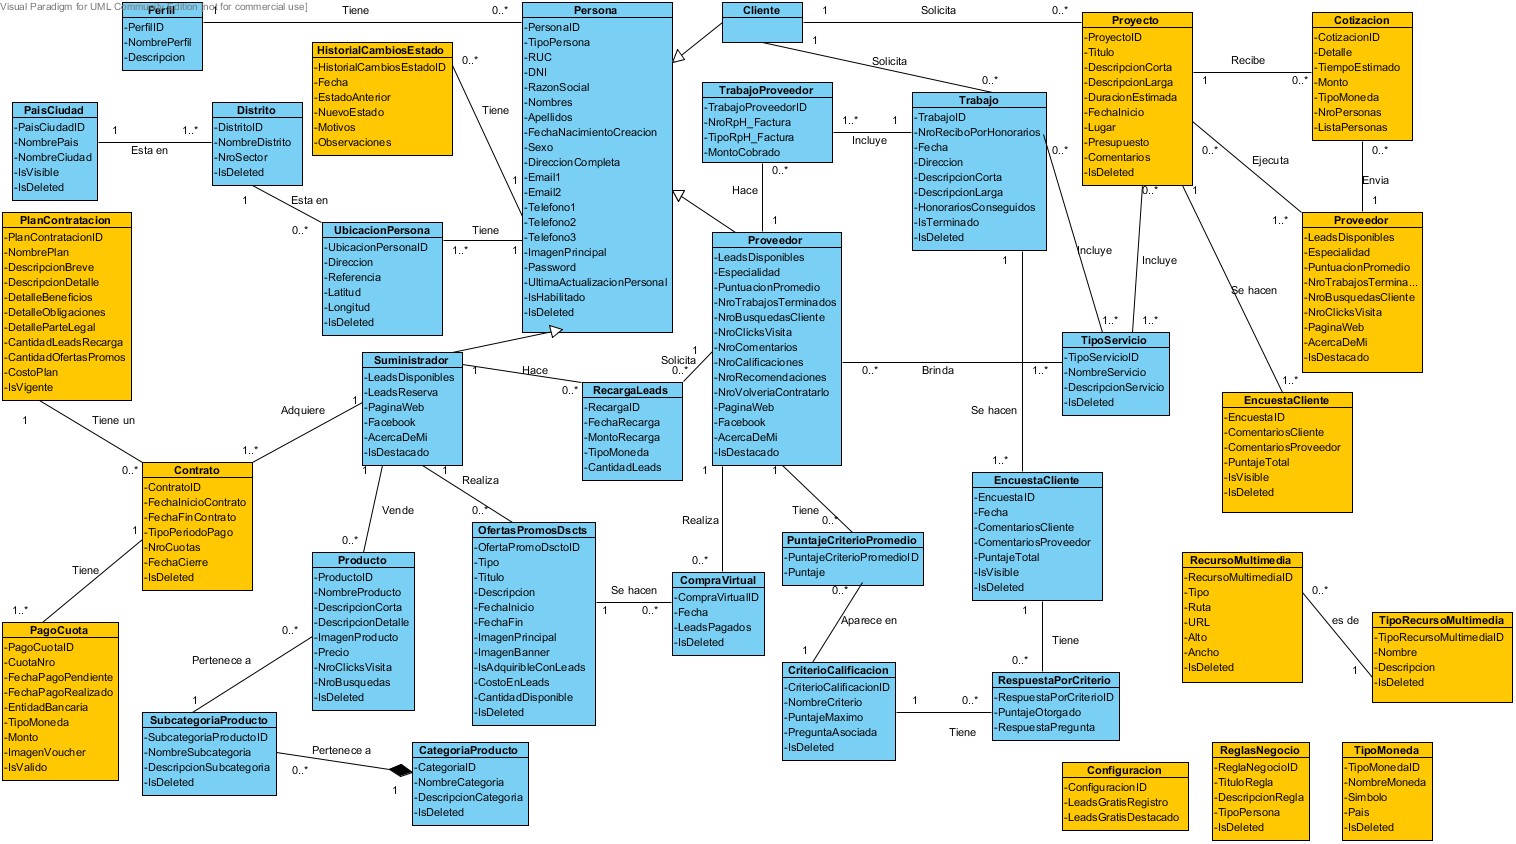 Visual Paradigm for UML Community Edition [not for commercial use]
Perfil
-PerfilID
-NombrePerfil
-Descripcion
1
Tiene
0..*
Persona
-PersonaID
-TipoPersona
-RUC
-DNI
-RazonSocial
-Nombres
-Apellidos
-FechaNacimientoCreacion
-Sexo
-DireccionCompleta
-Email1
-Email2
-Telefono1
-Telefono2
-Telefono3
-ImagenPrincipal
-Password
-UltimaActualizacionPersonal
-IsHabilitado
-IsDeleted
Cliente
1
Solicita
0..*
1
Solicita
0..*
Proyecto
-ProyectoID
-Titulo
-DescripcionCorta
-DescripcionLarga
-DuracionEstimada
-FechaInicio
-Lugar
-Presupuesto
-Comentarios
-IsDeleted
Recibe
1
0..*
Cotizacion
-CotizacionID
-Detalle
-TiempoEstimado
-Monto
-TipoMoneda
-NroPersonas
-ListaPersonas
HistorialCambiosEstado
-HistorialCambiosEstadoID
-Fecha
-EstadoAnterior
-NuevoEstado
-Motivos
-Observaciones
0..*
Tiene
1
PaisCiudad
-PaisCiudadID
-NombrePais
-NombreCiudad
-IsVisible
-IsDeleted
1
1..*
Esta en
Distrito
-DistritoID
-NombreDistrito
-NroSector
-IsDeleted
1
Esta en
0..*
UbicacionPersona
-UbicacionPersonaID
-Direccion
-Referencia
-Latitud
-Longitud
-IsDeleted
Tiene
1..*
1
TrabajoProveedor
-TrabajoProveedorID
-NroRpH_Factura
-TipoRpH_Factura
-MontoCobrado
1..*
1
Incluye
0..*
Hace
1
Trabajo
-TrabajoID
-NroReciboPorHonorarios
-Fecha
-Direccion
-DescripcionCorta
-DescripcionLarga
-HonorariosConseguidos
-IsTerminado
-IsDeleted
0..*
Incluye
1..*
0..*
Incluye
1..*
0..*
Ejecuta
1..*
0..*
Envia
1
1
Se hacen
1..*
Proveedor
-LeadsDisponibles
-Especialidad
-PuntuacionPromedio
-NroTrabajosTermina...
-NroBusquedasCliente
-NroClicksVisita
-PaginaWeb
-AcercaDeMi
-IsDestacado
PlanContratacion
-PlanContratacionID
-NombrePlan
-DescripcionBreve
-DescripcionDetalle
-DetalleBeneficios
-DetalleObligaciones
-DetalleParteLegal
-CantidadLeadsRecarga
-CantidadOfertasPromos
-CostoPlan
-IsVigente
1
Tiene un
0..*
Proveedor
-LeadsDisponibles
-Especialidad
-PuntuacionPromedio
-NroTrabajosTerminados
-NroBusquedasCliente
-NroClicksVisita
-NroComentarios
-NroCalificaciones
-NroRecomendaciones
-NroVolveriaContratarlo
-PaginaWeb
-Facebook
-AcercaDeMi
-IsDestacado
0..*
Brinda
1..*
TipoServicio
-TipoServicioID
-NombreServicio
-DescripcionServicio
-IsDeleted
Suministrador
-LeadsDisponibles
-LeadsReserva
-PaginaWeb
-Facebook
-AcercaDeMi
-IsDestacado
1
Hace
0..*
1
Solicita
0..*
RecargaLeads
-RecargaID
-FechaRecarga
-MontoRecarga
-TipoMoneda
-CantidadLeads
1
Adquiere
1..*
Contrato
-ContratoID
-FechaInicioContrato
-FechaFinContrato
-TipoPeriodoPago
-NroCuotas
-FechaCierre
-IsDeleted
1
Tiene
1..*
PagoCuota
-PagoCuotaID
-CuotaNro
-FechaPagoPendiente
-FechaPagoRealizado
-EntidadBancaria
-TipoMoneda
-Monto
-ImagenVoucher
-IsValido
1
Vende
0..*
1
Realiza
0..*
Producto
-ProductoID
-NombreProducto
-DescripcionCorta
-DescripcionDetalle
-ImagenProducto
-Precio
-NroClicksVisita
-NroBusquedas
-IsDeleted
0..*
Pertenece a
1
SubcategoriaProducto
-SubcategoriaProductoID
-NombreSubcategoria
-DescripcionSubcategoria
-IsDeleted
Pertenece a
0..*
1
CategoriaProducto
-CategoriaID
-NombreCategoria
-DescripcionCategoria
-IsDeleted
OfertasPromosDscts
-OfertaPromoDsctoID
-Tipo
-Titulo
-Descripcion
-FechaInicio
-FechaFin
-ImagenPrincipal
-ImagenBanner
-IsAdquiribleConLeads
-CostoEnLeads
-CantidadDisponible
-IsDeleted
Se hacen
1
0..*
1
Realiza
0..*
CompraVirtual
-CompraVirtualID
-Fecha
-LeadsPagados
-IsDeleted
1
Tiene
0..*
PuntajeCriterioPromedio
-PuntajeCriterioPromedioID
-Puntaje
0..*
Aparece en
1
CriterioCalificacion
-CriterioCalificacionID
-NombreCriterio
-PuntajeMaximo
-PreguntaAsociada
-IsDeleted
1
0..*
Tiene
1
Se hacen
1..*
EncuestaCliente
-EncuestaID
-Fecha
-ComentariosCliente
-ComentariosProveedor
-PuntajeTotal
-IsVisible
-IsDeleted
1
Tiene
0..*
RespuestaPorCriterio
-RespuestaPorCriterioID
-PuntajeOtorgado
-RespuestaPregunta
EncuestaCliente
-EncuestaID
-ComentariosCliente
-ComentariosProveedor
-PuntajeTotal
-IsVisible
-IsDeleted
RecursoMultimedia
-RecursoMultimediaID
-Tipo
-Ruta
-URL
-Alto
-Ancho
-IsDeleted
0..*
es de
1
TipoRecursoMultimedia
-TipoRecursoMultimediaID
-Nombre
-Descripcion
-IsDeleted
Configuracion
-ConfiguracionID
-LeadsGratisRegistro
-LeadsGratisDestacado
ReglasNegocio
-ReglaNegocioID
-TituloRegla
-DescripcionRegla
-TipoPersona
-IsDeleted
TipoMoneda
-TipoMonedaID
-NombreMoneda
-Simbolo
-Pais
-IsDeleted